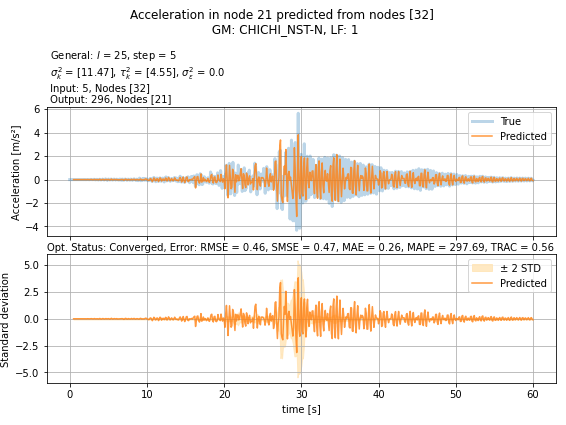 Acceleration in node 21 predicted from nodes [32]
GM: CHICHI_NST-N, LF: 1
General: l = 25, step = 5
σ²ₖ = [11.47], τ²ₖ = [4.55], σ²ε = 0.0
Input: 5, Nodes [32]
Output: 296, Nodes [21]
6
4
2
0
−2
−4
Acceleration [m/s²]
True
Predicted
Opt. Status: Converged, Error: RMSE = 0.46, SMSE = 0.47, MAE = 0.26, MAPE = 297.69, TRAC = 0.56
5.0
2.5
0.0
−2.5
−5.0
Standard deviation
± 2 STD
Predicted
0 10 20 30 40 50 60
time [s]